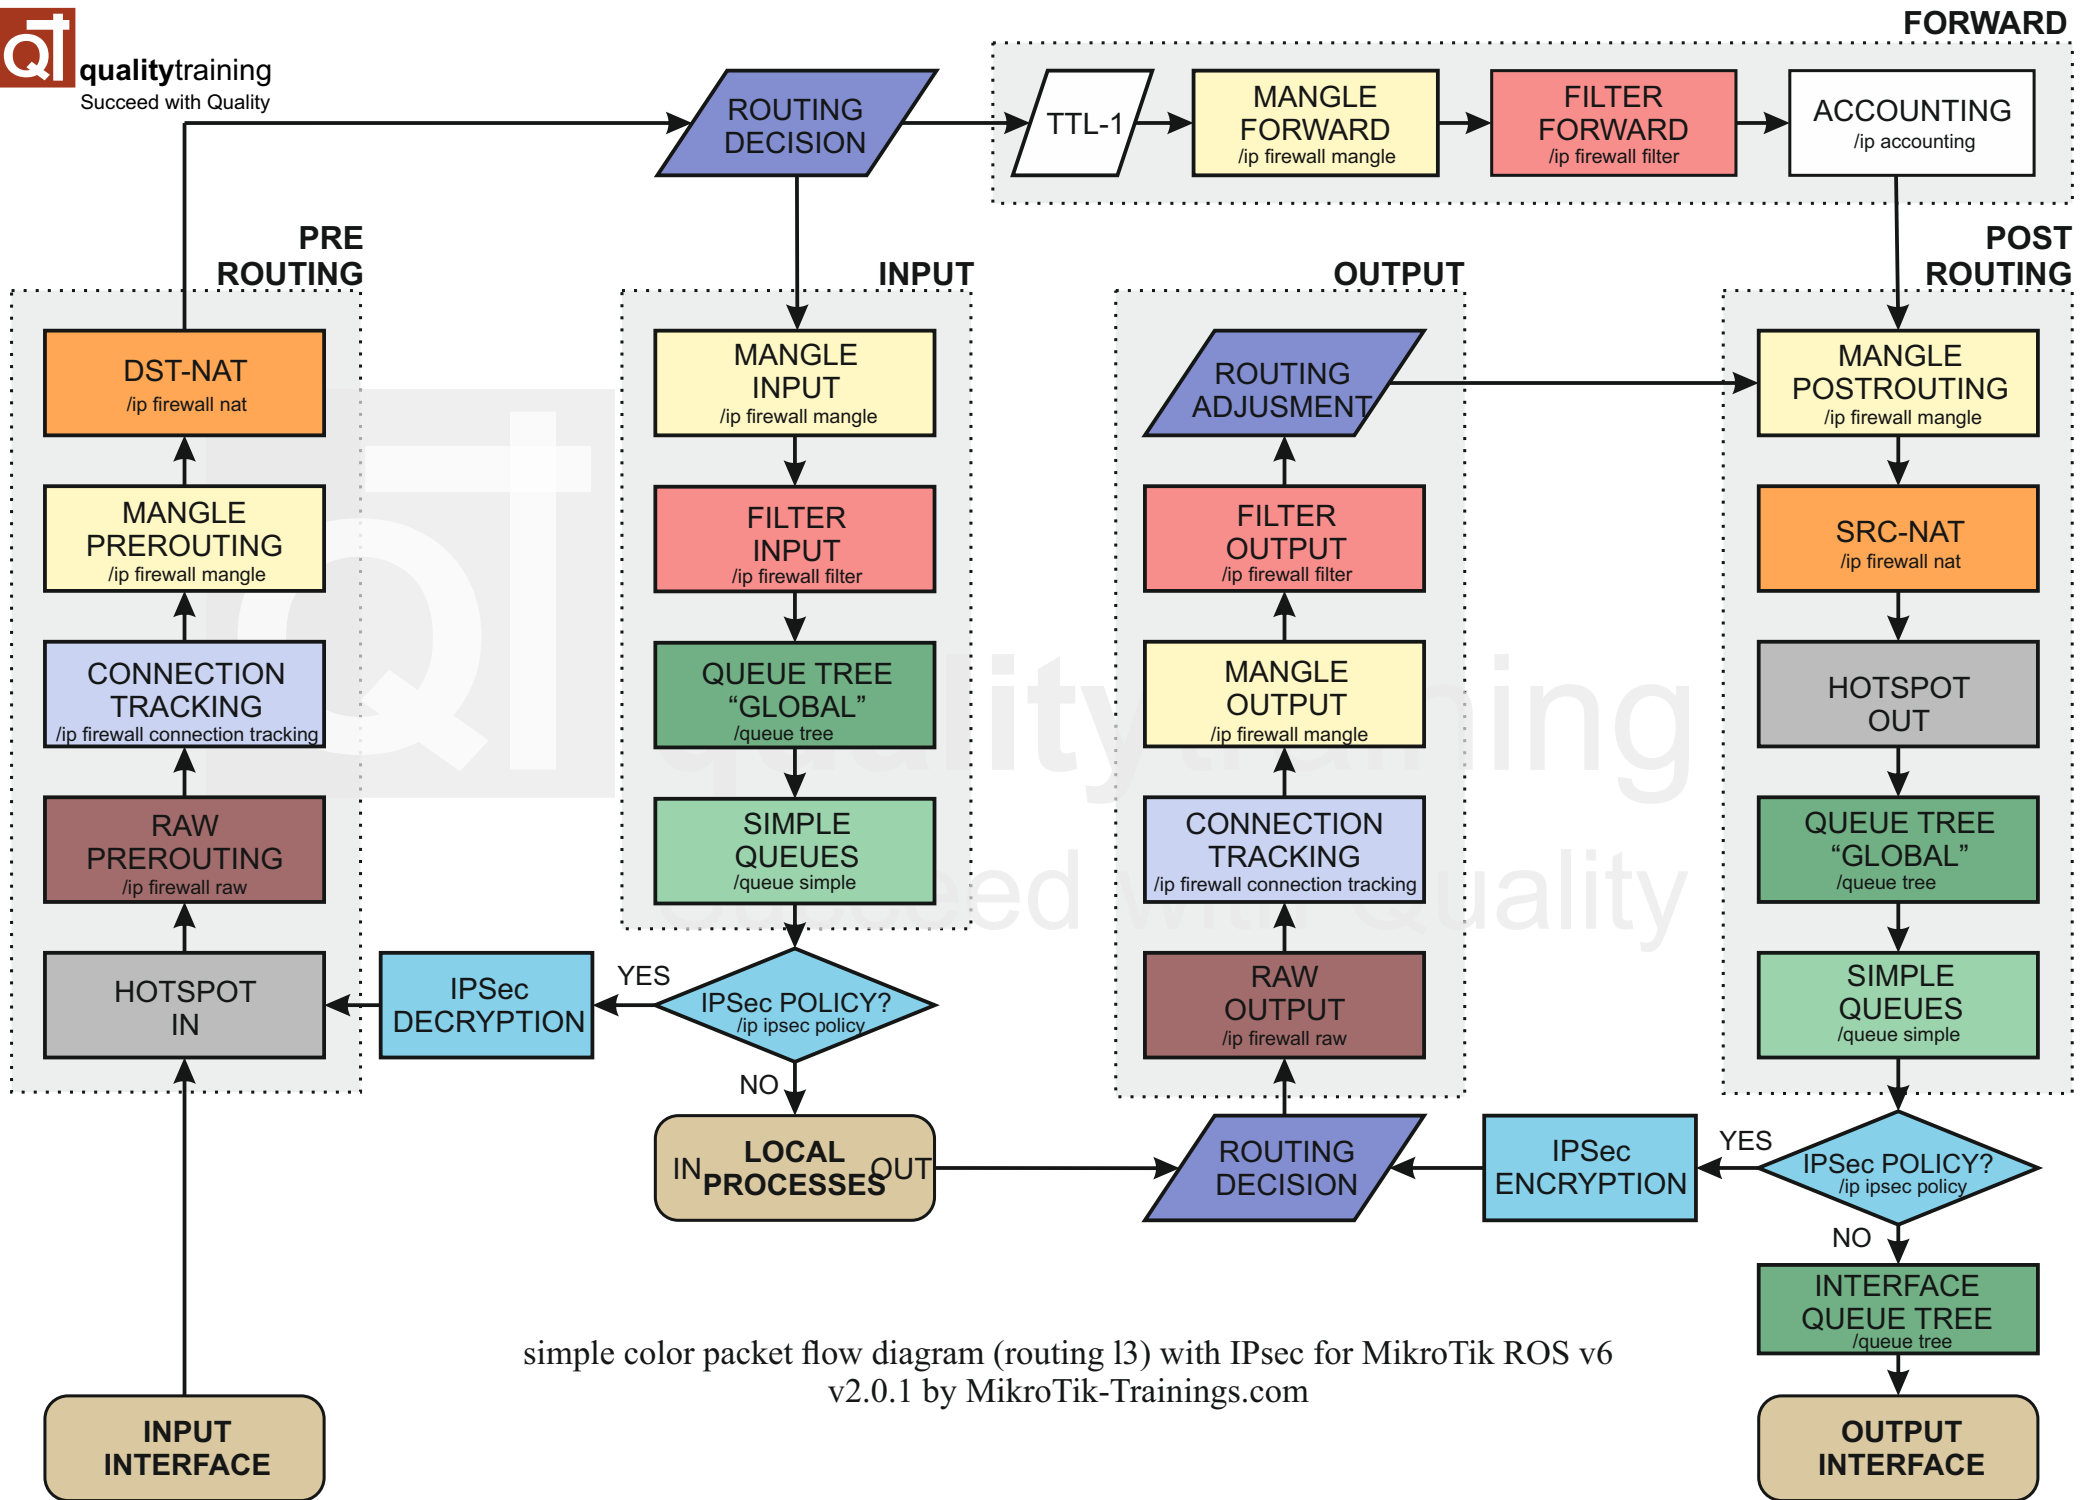 qualitytraining
Succeed with Quality
FORWARD
ROUTING
DECISION
TTL-1
MANGLE
FORWARD
/ip firewall mangle
FILTER
FORWARD
/ip firewall filter
ACCOUNTING
/ip accounting
PRE
ROUTING
DST-NAT
/ip firewall nat
MANGLE
PREROUTING
/ip firewall mangle
CONNECTION
TRACKING
/ip firewall connection tracking
RAW
PREROUTING
/ip firewall raw
HOTSPOT
IN
INPUT
INTERFACE
INPUT
MANGLE
INPUT
/ip firewall mangle
FILTER
INPUT
/ip firewall filter
QUEUE TREE
“GLOBAL”
/queue tree
SIMPLE
QUEUES
/queue simple
IPSec POLICY?
/ip ipsec policy
YES
IPSec
DECRYPTION
NO
IN
LOCAL
PROCESSES
OUT
OUTPUT
ROUTING
ADJUSMENT
FILTER
OUTPUT
/ip firewall filter
MANGLE
OUTPUT
/ip firewall mangle
CONNECTION
TRACKING
/ip firewall connection tracking
RAW
OUTPUT
/ip firewall raw
ROUTING
DECISION
POST
ROUTING
MANGLE
POSTROUTING
/ip firewall mangle
SRC-NAT
/ip firewall nat
HOTSPOT
OUT
QUEUE TREE
“GLOBAL”
/queue tree
SIMPLE
QUEUES
/queue simple
IPSec POLICY?
/ip ipsec policy
YES
IPSec
ENCRYPTION
NO
INTERFACE
QUEUE TREE
/queue tree
OUTPUT
INTERFACE
qualitytraining
Succeed with Quality
simple color packet flow diagram (routing l3) with IPsec for MikroTik ROS v6
v2.0.1 by MikroTik-Trainings.com